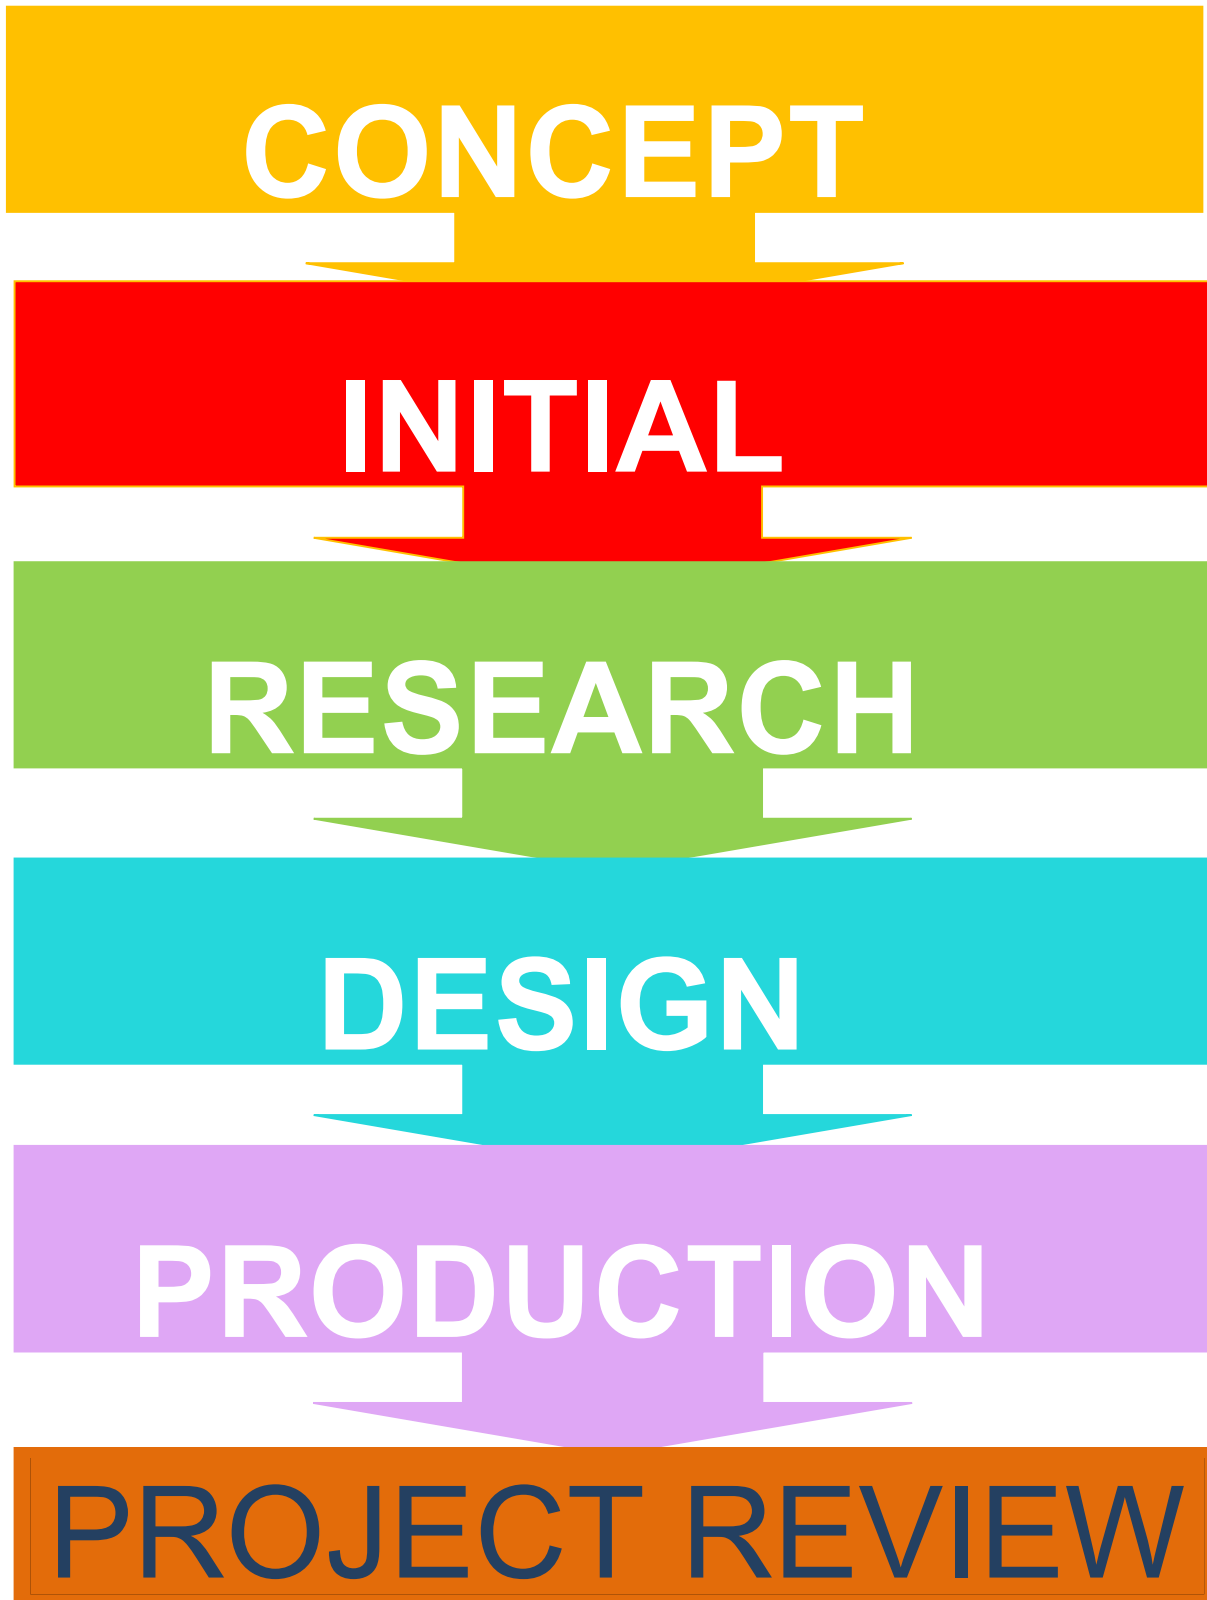 CONCEPT
INITIAL
RESEARCH
DESIGN
PRODUCTION
PROJECT REVIEW